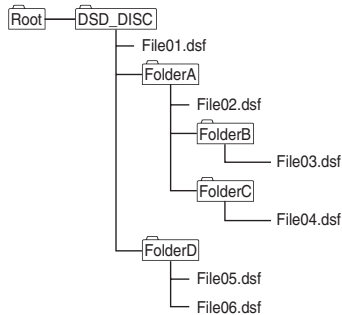 Root DSD_DISC
File01.dsf
FolderA
File02.dsf
FolderB
File03.dsf
FolderC
File04.dsf
FolderD
File05.dsf
File06.dsf